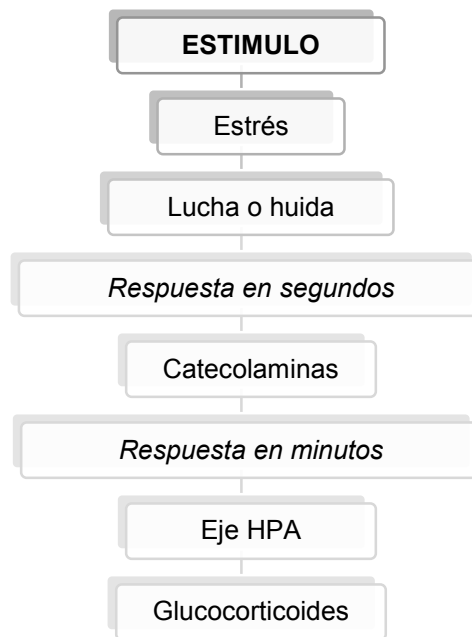 ESTIMULO
Estrés
Lucha o huida
Respuesta en segundos
Catecolaminas
Respuesta en minutos
Eje HPA
Glucocorticoides